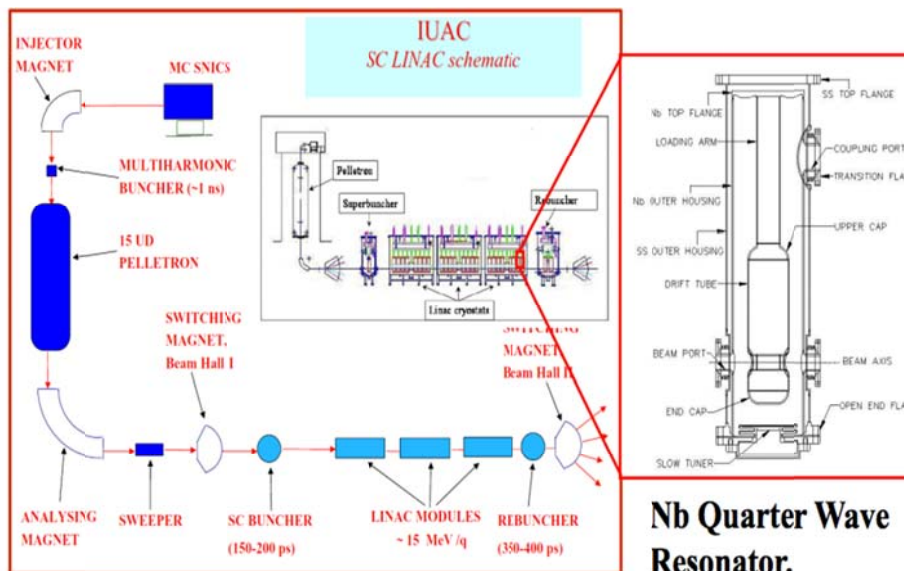 IUAC
SC LINAC schematic
INJECTOR
MAGNET
MC SNICS
MULTIHARMONIC
BUNCHER (~1 ns)
15 UD
PELLETRON
SWITCHING
MAGNET,
Beam Hall I
Pelletron
Superbuncher
Rebuncher
Linac cryostats
SWITCHING
MAGNET,
Beam Hall II
ANALYSING
MAGNET
SWEEPER
SC BUNCHER
(150-200 ps)
LINAC MODULES
~ 15 MeV /q
REBUNCHER
(350-400 ps)
SS TOP FLANGE
Nb TOP FLANGE
LOADING ARM
COUPLING PORT
TRANSITION FLA
Nb OUTER HOUSING
UPPER CAP
SS OUTER HOUSING
DRIFT TUBE
BEAM PORT
BEAM AXIS
END CAP
OPEN END FLA
SLOW TUNER
Nb Quarter Wave
Resonator.